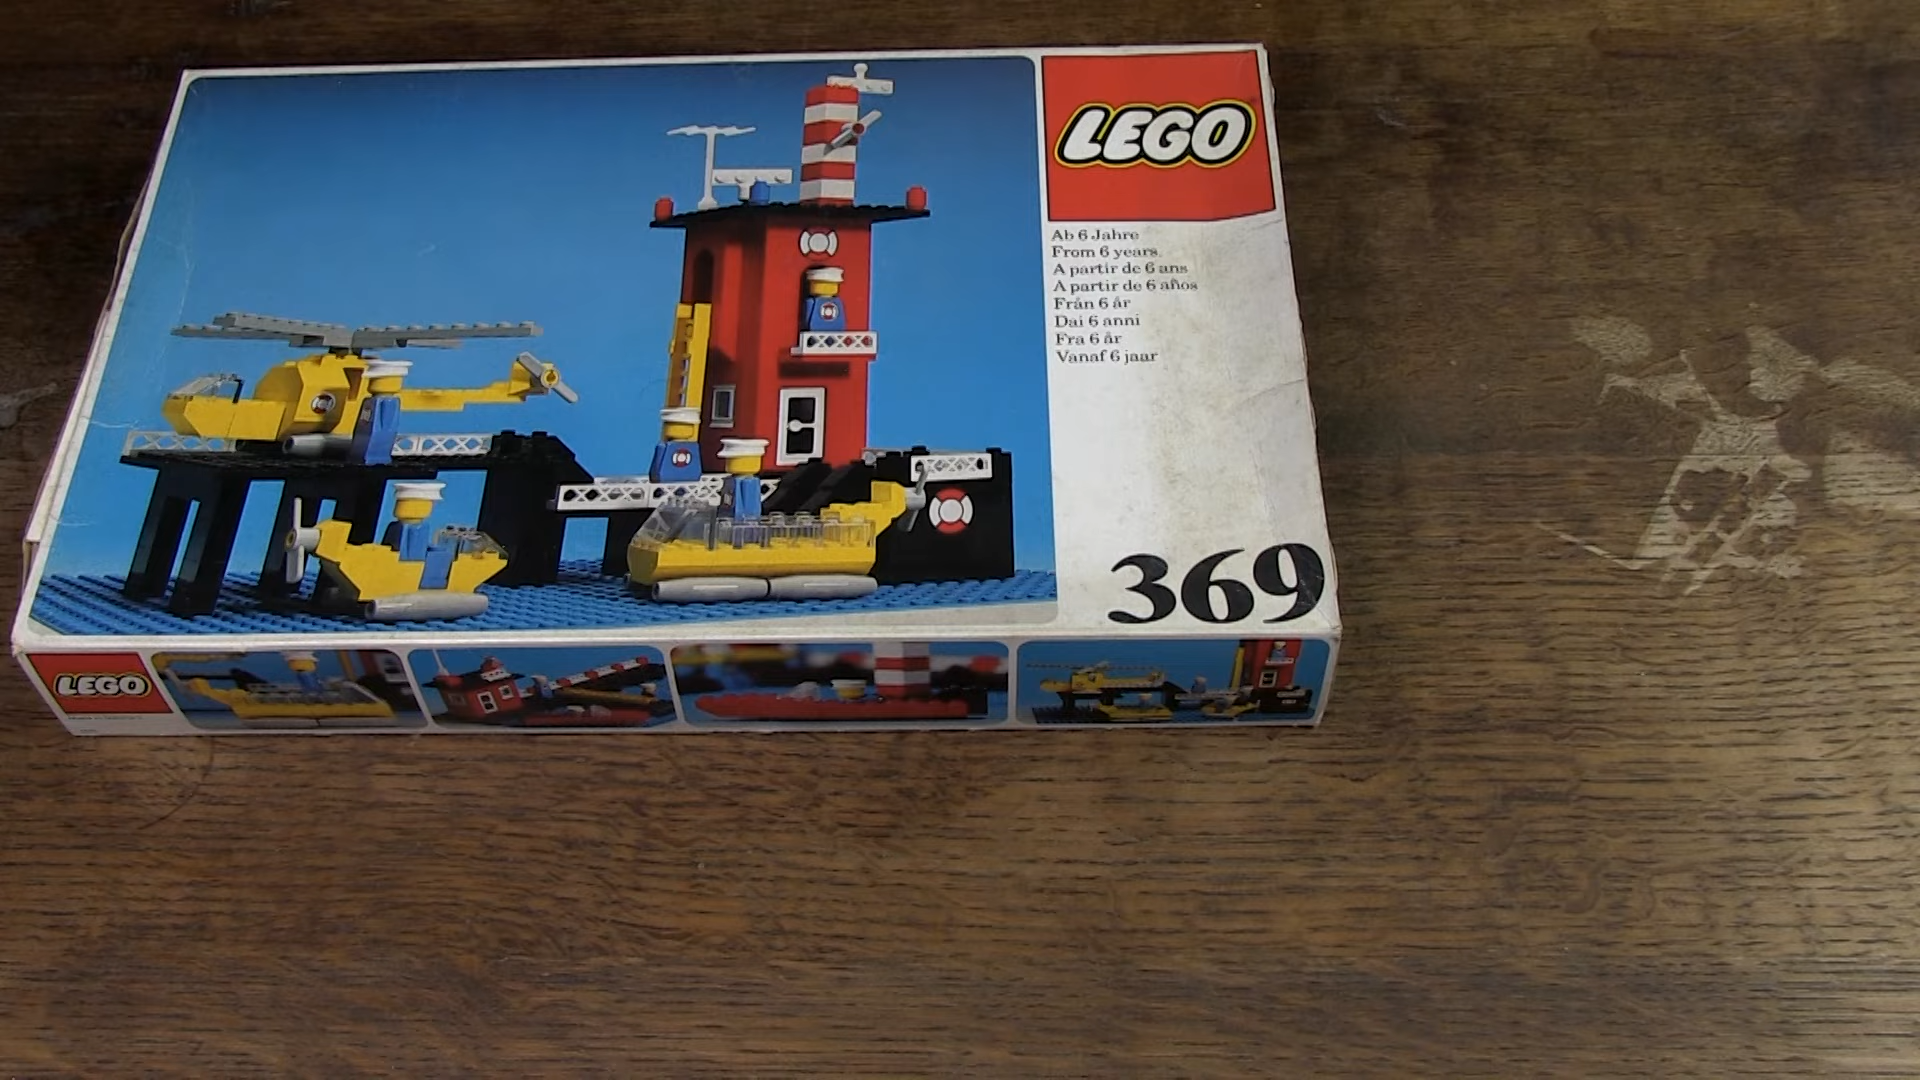 LEGO
Ab 6 Jahre
From 6 years
A partir de 6 ans
A partir de 6 años
Från 6 år
Dai 6 anni
Fra 6 år
Vanaf 6 jaar
369
LEGO